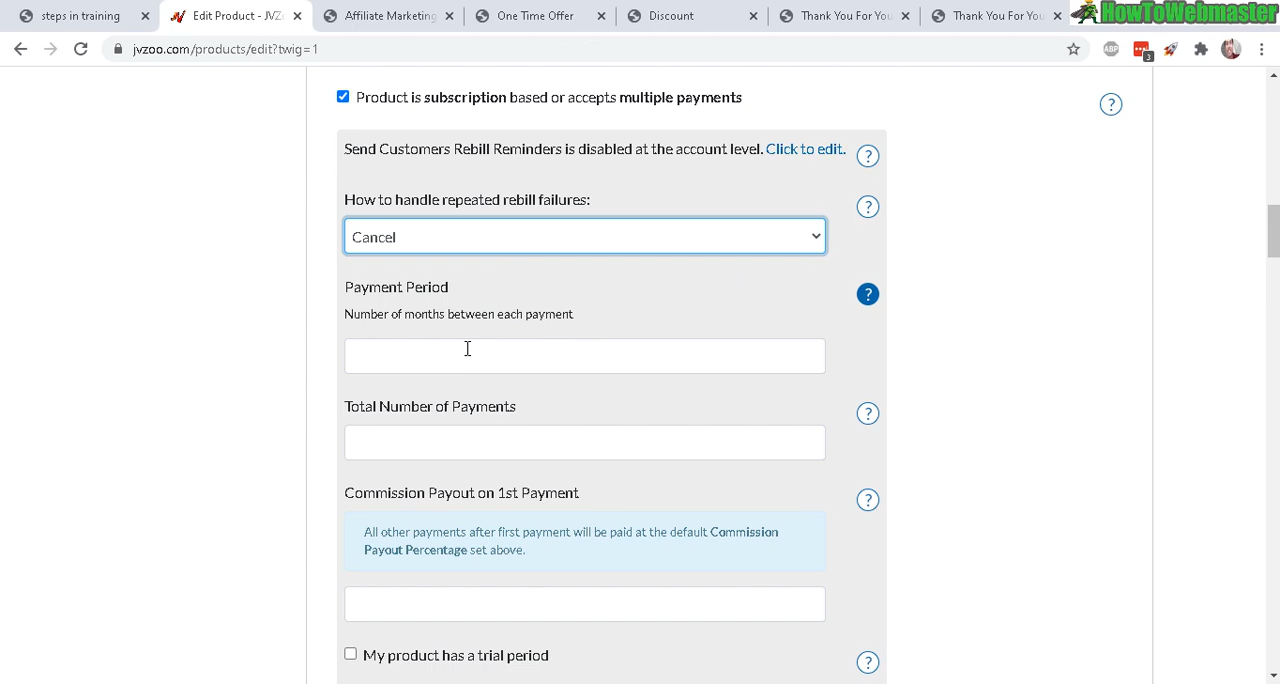 steps in training
Edit Product - JVZ
Affiliate Marketin
One Time Offer
Discount
Thank You For You
Thank You For You
HowToWebmaster
jvzoo.com/products/edit?twig=1
ABP
3
Product is subscription based or accepts multiple payments
?
Send Customers Rebill Reminders is disabled at the account level. Click to edit.
?
How to handle repeated rebill failures:
?
Cancel
Payment Period
?
Number of months between each payment
Total Number of Payments
?
Commission Payout on 1st Payment
?
All other payments after first payment will be paid at the default Commission
Payout Percentage set above.
My product has a trial period
?